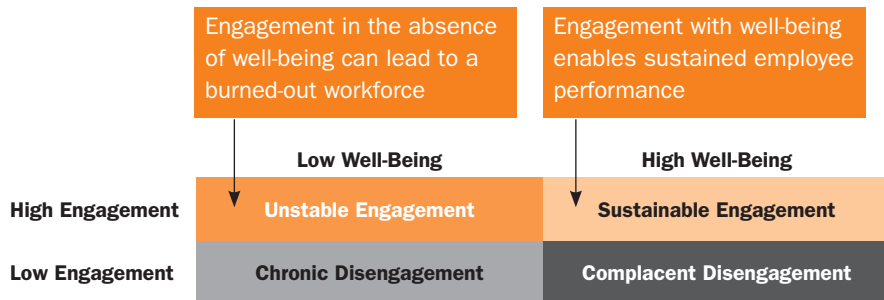 Engagement in the absence
of well-being can lead to a
burned-out workforce
Engagement with well-being
enables sustained employee
performance
Low Well-Being
High Well-Being
High Engagement
Unstable Engagement
Sustainable Engagement
Low Engagement
Chronic Disengagement
Complacent Disengagement